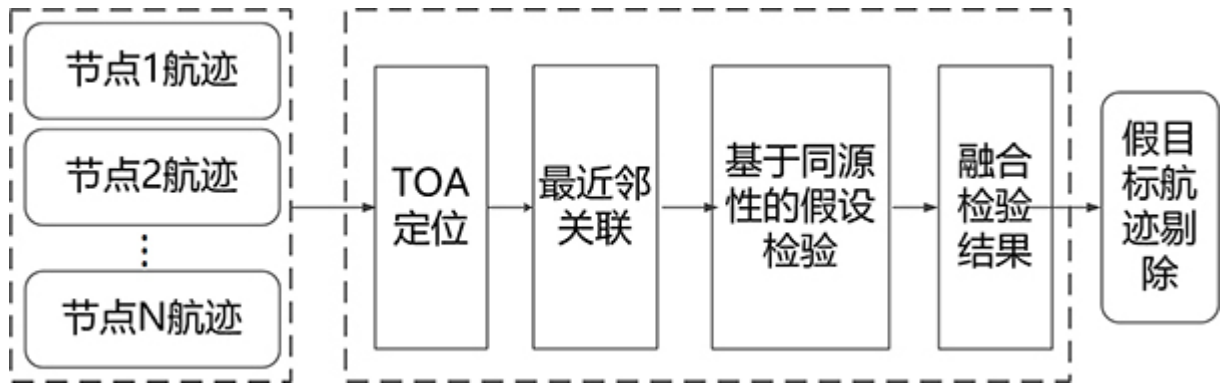 节点1航迹
节点2航迹
⋮
节点N航迹
TOA
定位
最近邻
关联
基于同源
性的假设
检验
融合
检验
结果
假目
标航
迹剔
除